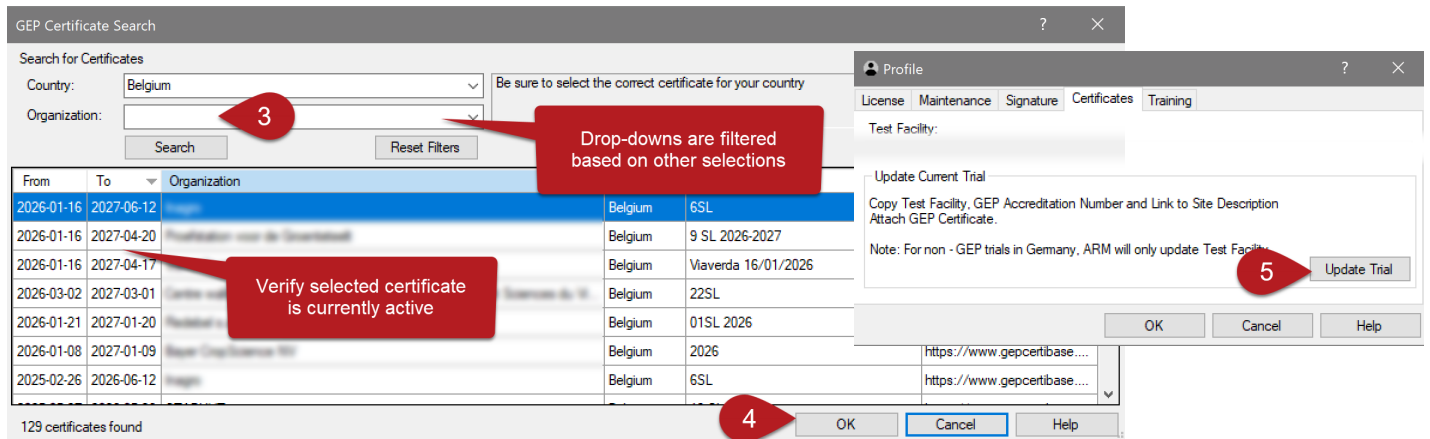 GEP Certificate Search
Search for Certificates
Country:
Belgium
Be sure to select the correct certificate for your country
Organization:
3
Drop-downs are filtered
based on other selections
Search
Reset Filters
From To Organization
2026-01-16 2027-06-12 Belgium 6SL
2026-01-16 2027-04-20 Belgium 9 SL 2026-2027
2026-01-16 2027-04-17 Belgium Viaverda 16/01/2026
2026-03-02 2027-03-01 Belgium 22SL
2026-01-21 2027-01-20 Belgium 01SL 2026
2026-01-08 2027-01-09 Belgium 2026 https://www.gepcertibase....
2025-02-26 2026-06-12 Belgium 6SL https://www.gepcertibase....
Verify selected certificate
is currently active
129 certificates found
4
OK
Cancel
Help
Profile
License Maintenance Signature Certificates Training
Test Facility:
Update Current Trial
Copy Test Facility, GEP Accreditation Number and Link to Site Description
Attach GEP Certificate.
Note: For non - GEP trials in Germany, ARM will only update Test Facility
5
Update Trial
OK
Cancel
Help